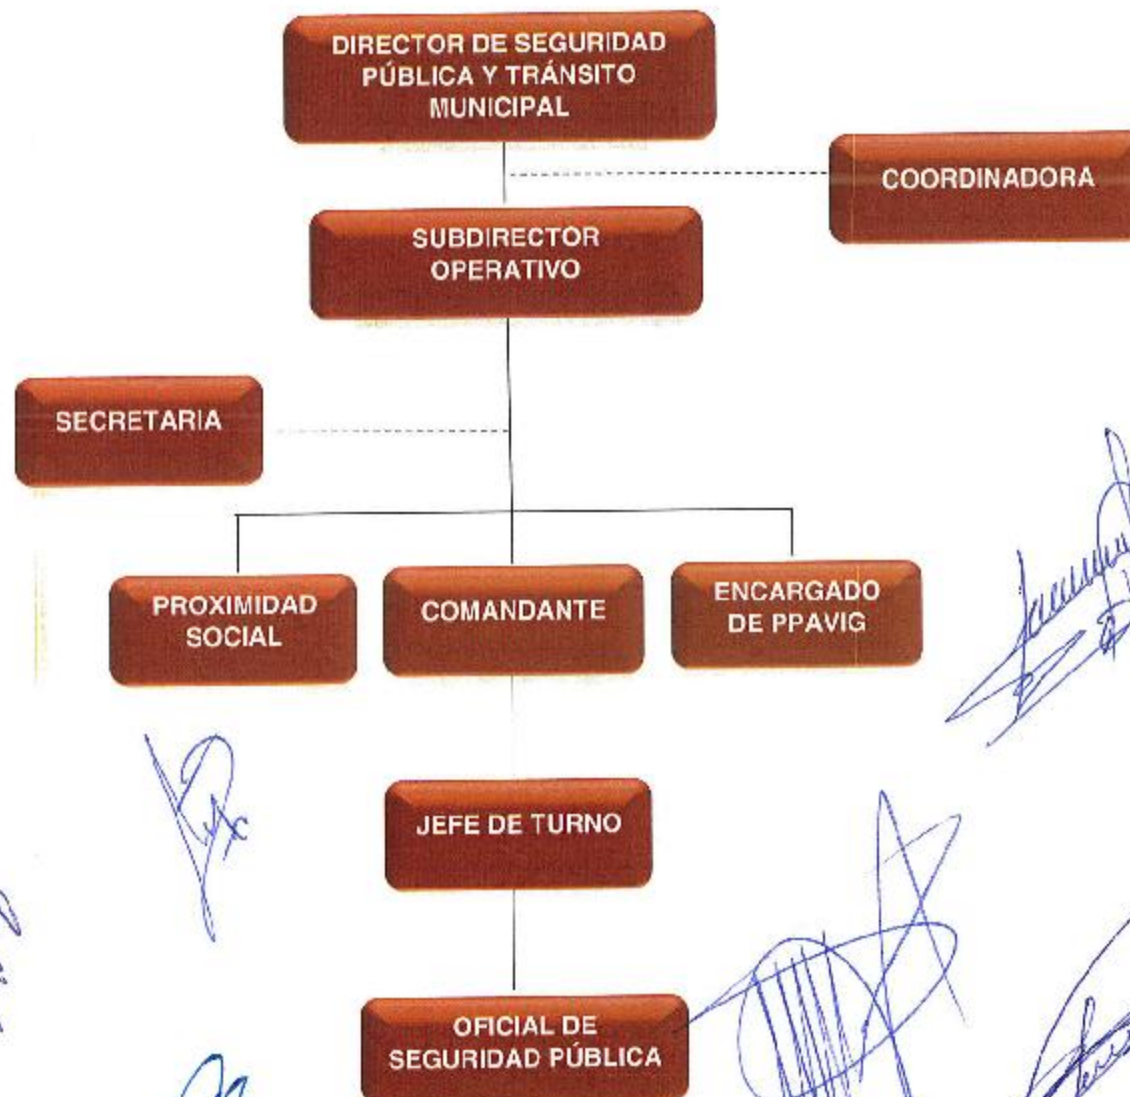 DIRECTOR DE SEGURIDAD
PÚBLICA Y TRÁNSITO
MUNICIPAL
COORDINADORA
SUBDIRECTOR
OPERATIVO
SECRETARIA
PROXIMIDAD
SOCIAL
COMANDANTE
ENCARGADO
DE PPAVIG
JEFE DE TURNO
OFICIAL DE
SEGURIDAD PÚBLICA